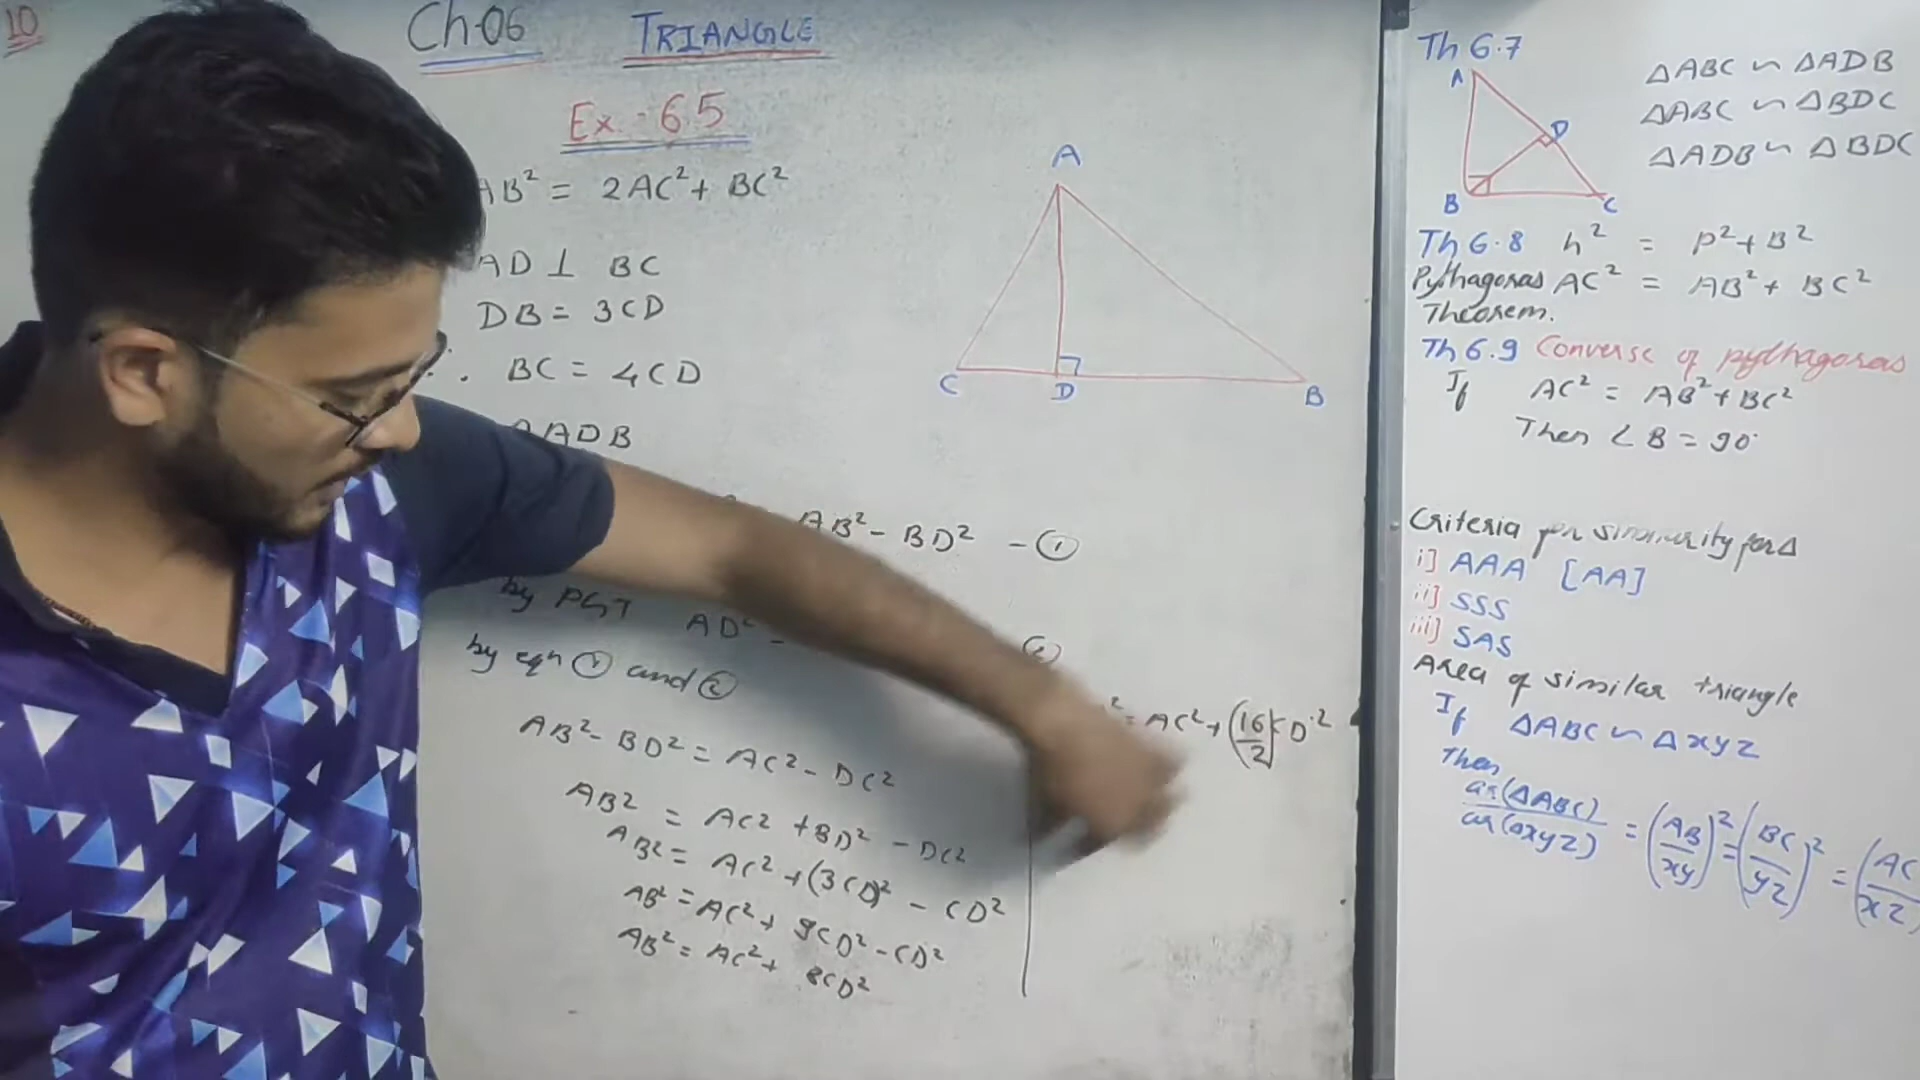 10
Ch-06 TRIANGLE
Ex.-6.5
AB² = 2AC² + BC²
AD ⊥ BC
DB = 3CD
∴ BC = 4CD
ADB
AB² - BD² - ①
by PGT AD² -
②
by eqn ① and ②
AB² - BD² = AC² - DC²
AB² = AC² + BD² - DC²
AB² = AC² + (3CD)² - CD²
AB² = AC² + 9CD² - CD²
AB² = AC² + 8CD²
² = AC² + (16/2)CD²
A
C D B
Th 6.7
A
D
B C
ΔABC ~ ΔADB
ΔABC ~ ΔBDC
ΔADB ~ ΔBDC
Th 6.8 h² = P² + B²
Pythagoras AC² = AB² + BC²
Theorem.
Th 6.9 Converse of pythagoras
If AC² = AB² + BC²
Then ∠B = 90°
Criteria for similarity for Δ
i] AAA [AA]
ii] SSS
iii] SAS
Area of similar triangle
If ΔABC ~ ΔXYZ
Then
ar(ΔABC)/ar(ΔXYZ) = (AB/XY)² = (BC/YZ)² = (AC/XZ)